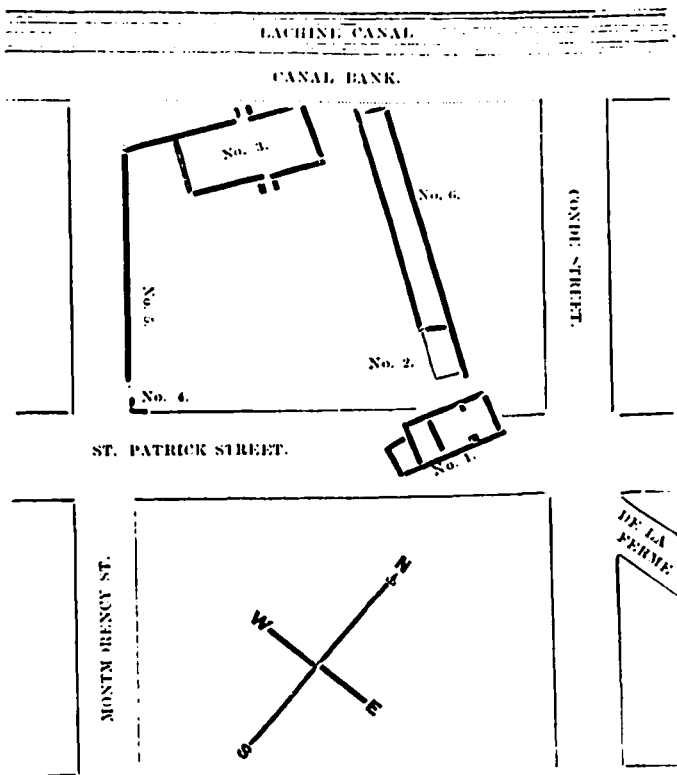 LACHINE CANAL
CANAL BANK.
No. 3.
No. 6.
CONDE STREET.
No. 5.
No. 2.
No. 4.
ST. PATRICK STREET.
No. 1.
DE LA
FERME
MONTMORENCY ST.
N
W
E
S